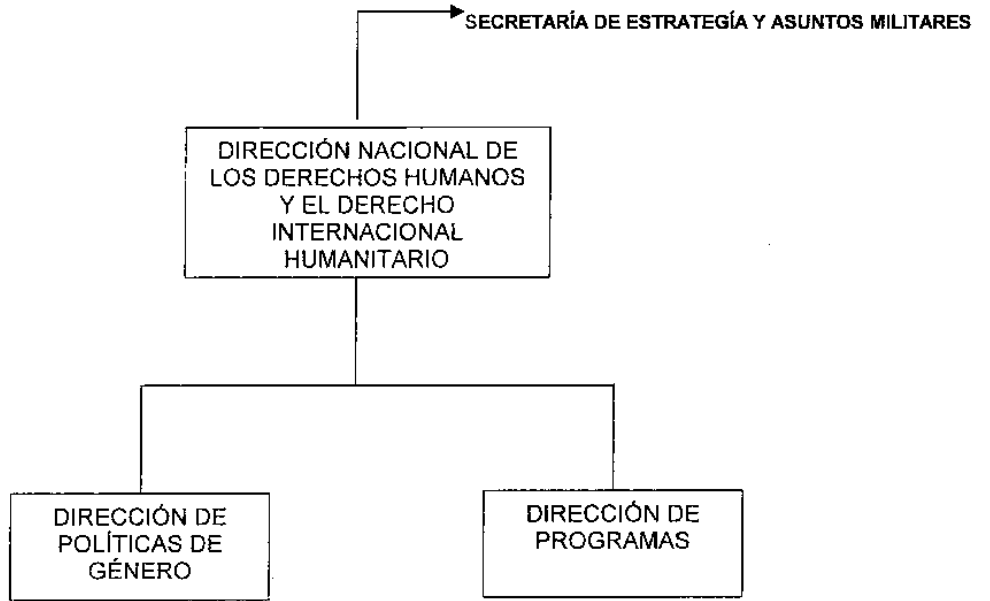 SECRETARÍA DE ESTRATEGÍA Y ASUNTOS MILITARES
DIRECCIÓN NACIONAL DE
LOS DERECHOS HUMANOS
Y EL DERECHO
INTERNACIONAL
HUMANITARIO
DIRECCIÓN DE
POLÍTICAS DE
GÉNERO
DIRECCIÓN DE
PROGRAMAS